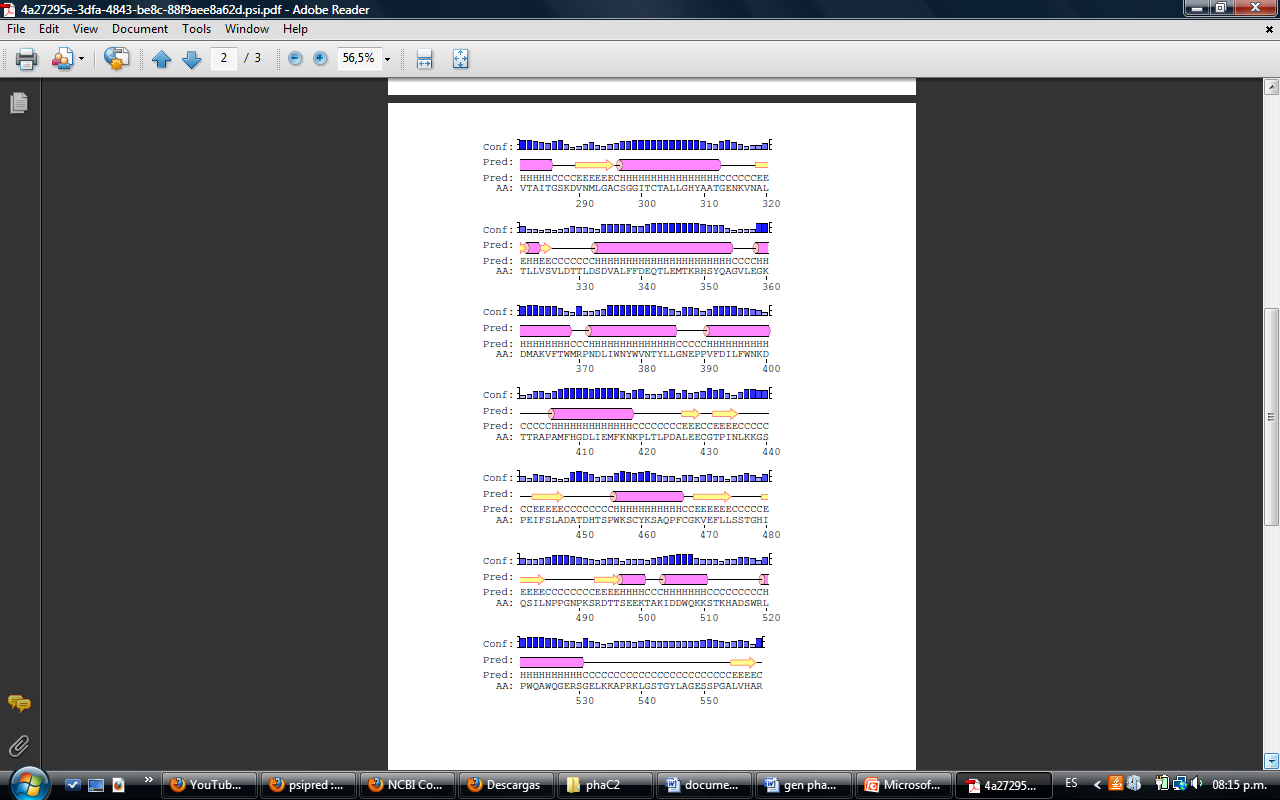 4a27295e-3dfa-4843-be8c-88f9aee8a62d.psi.pdf - Adobe Reader
File Edit View Document Tools Window Help
2 / 3 56,5%
Conf:
Pred:
Pred: HHHHHCCCCEEEEEECHHHHHHHHHHHHHHHHCCCCCCEE
AA: VTAITGSKDVNMLGACSGGITCTALLGHYAATGENKVNAL
290 300 310 320
Conf:
Pred:
Pred: EHHEECCCCCCCHHHHHHHHHHHHHHHHHHHHHHCCCCHH
AA: TLLVSVLDTTLDSDVALFFDEQTLEMTKRHSYQAGVLEGK
330 340 350 360
Conf:
Pred:
Pred: HHHHHHHHCCCHHHHHHHHHHHHHHCCCCCHHHHHHHHHH
AA: DMAKVFTWMRPNDLIWNYWVNTYLLGNEPPVFDILFWNKD
370 380 390 400
Conf:
Pred:
Pred: CCCCCHHHHHHHHHHHHHCCCCCCCCEEECCEEEECCCCC
AA: TTRAPAMFHGDLIEMFKNKPLTLPDALEECGTPINLKKGS
410 420 430 440
Conf:
Pred:
Pred: CCEEEEECCCCCCCCHHHHHHHHHHHCCEEEEEECCCCCE
AA: PEIFSLADATDHTSPWKSCYKSAQPFCGKVEFLLSSTGHI
450 460 470 480
Conf:
Pred:
Pred: EEEECCCCCCCCEEEEHHHHCCCHHHHHHHCCCCCCCCCH
AA: QSILNPPGNPKSRDTTSEEKTAKIDDWQKKSTKHADSWRL
490 500 510 520
Conf:
Pred:
Pred: HHHHHHHHHHCCCCCCCCCCCCCCCCCCCCCCCCEEEEC
AA: PWQAWQGERSGELKKAPRKLGSTGYLAGESSPGALVHAR
530 540 550
YouTub... psipred :... NCBI Co... Descargas phaC2 docume... gen pha... Microsof... 4a27295... ES 08:15 p.m.